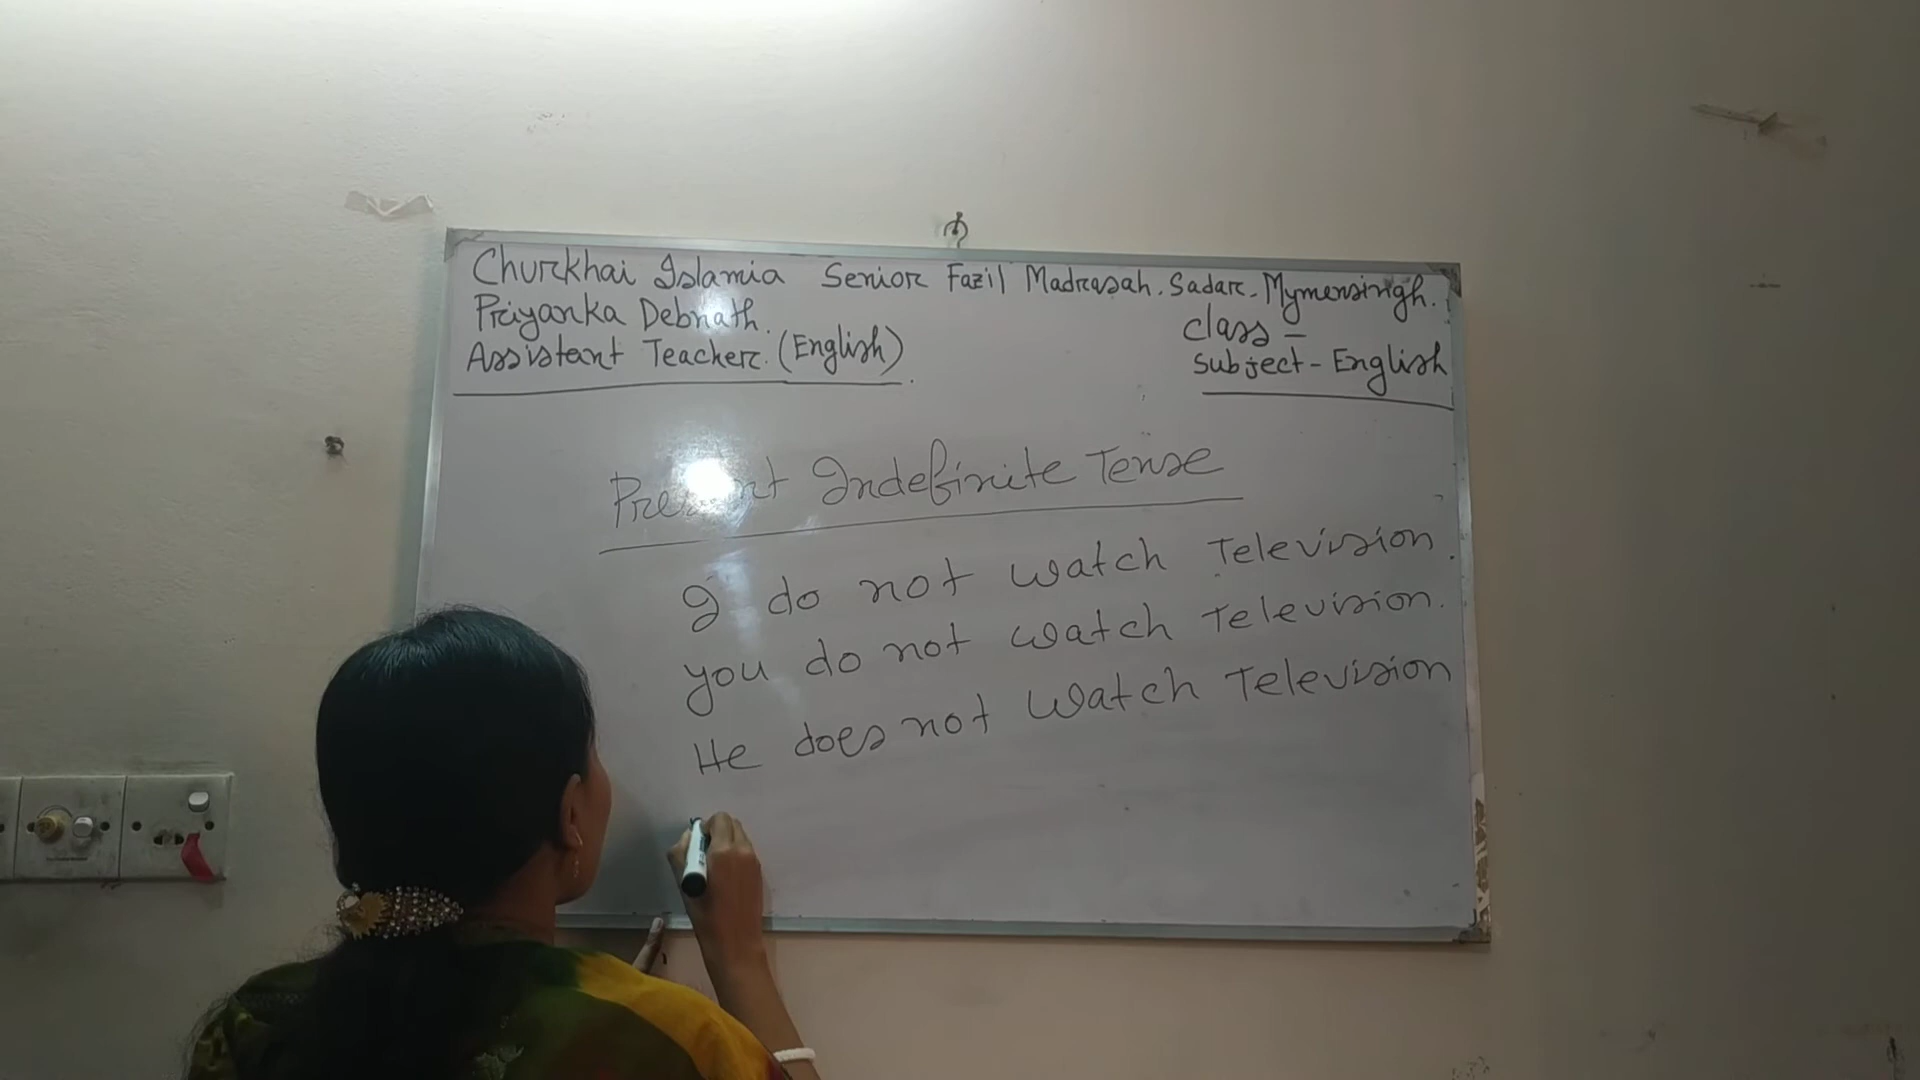 Churkhai Islamia Senior Fazil Madrasah. Sadar. Mymensingh.
Priyanka Debnath.
Class =
Assistant Teacher. (English)
Subject - English
Present Indefinite Tense
I do not watch Television.
you do not watch Television.
He does not watch Television